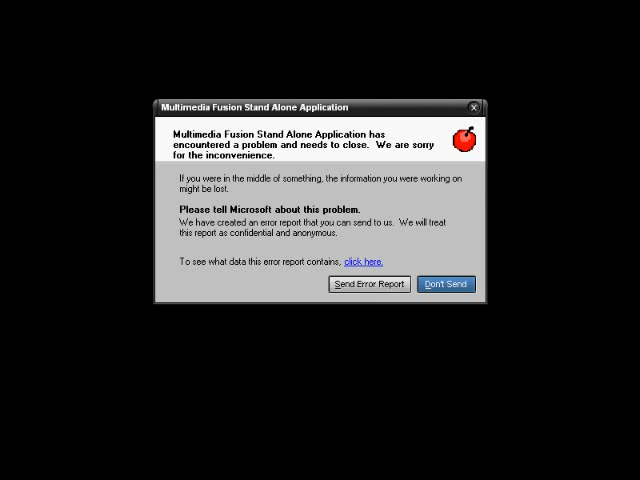 Multimedia Fusion Stand Alone Application
Multimedia Fusion Stand Alone Application has
encountered a problem and needs to close.  We are sorry
for the inconvenience.
If you were in the middle of something, the information you were working on
might be lost.
Please tell Microsoft about this problem.
We have created an error report that you can send to us.  We will treat
this report as confidential and anonymous.
To see what data this error report contains, click here.
Send Error Report
Don't Send